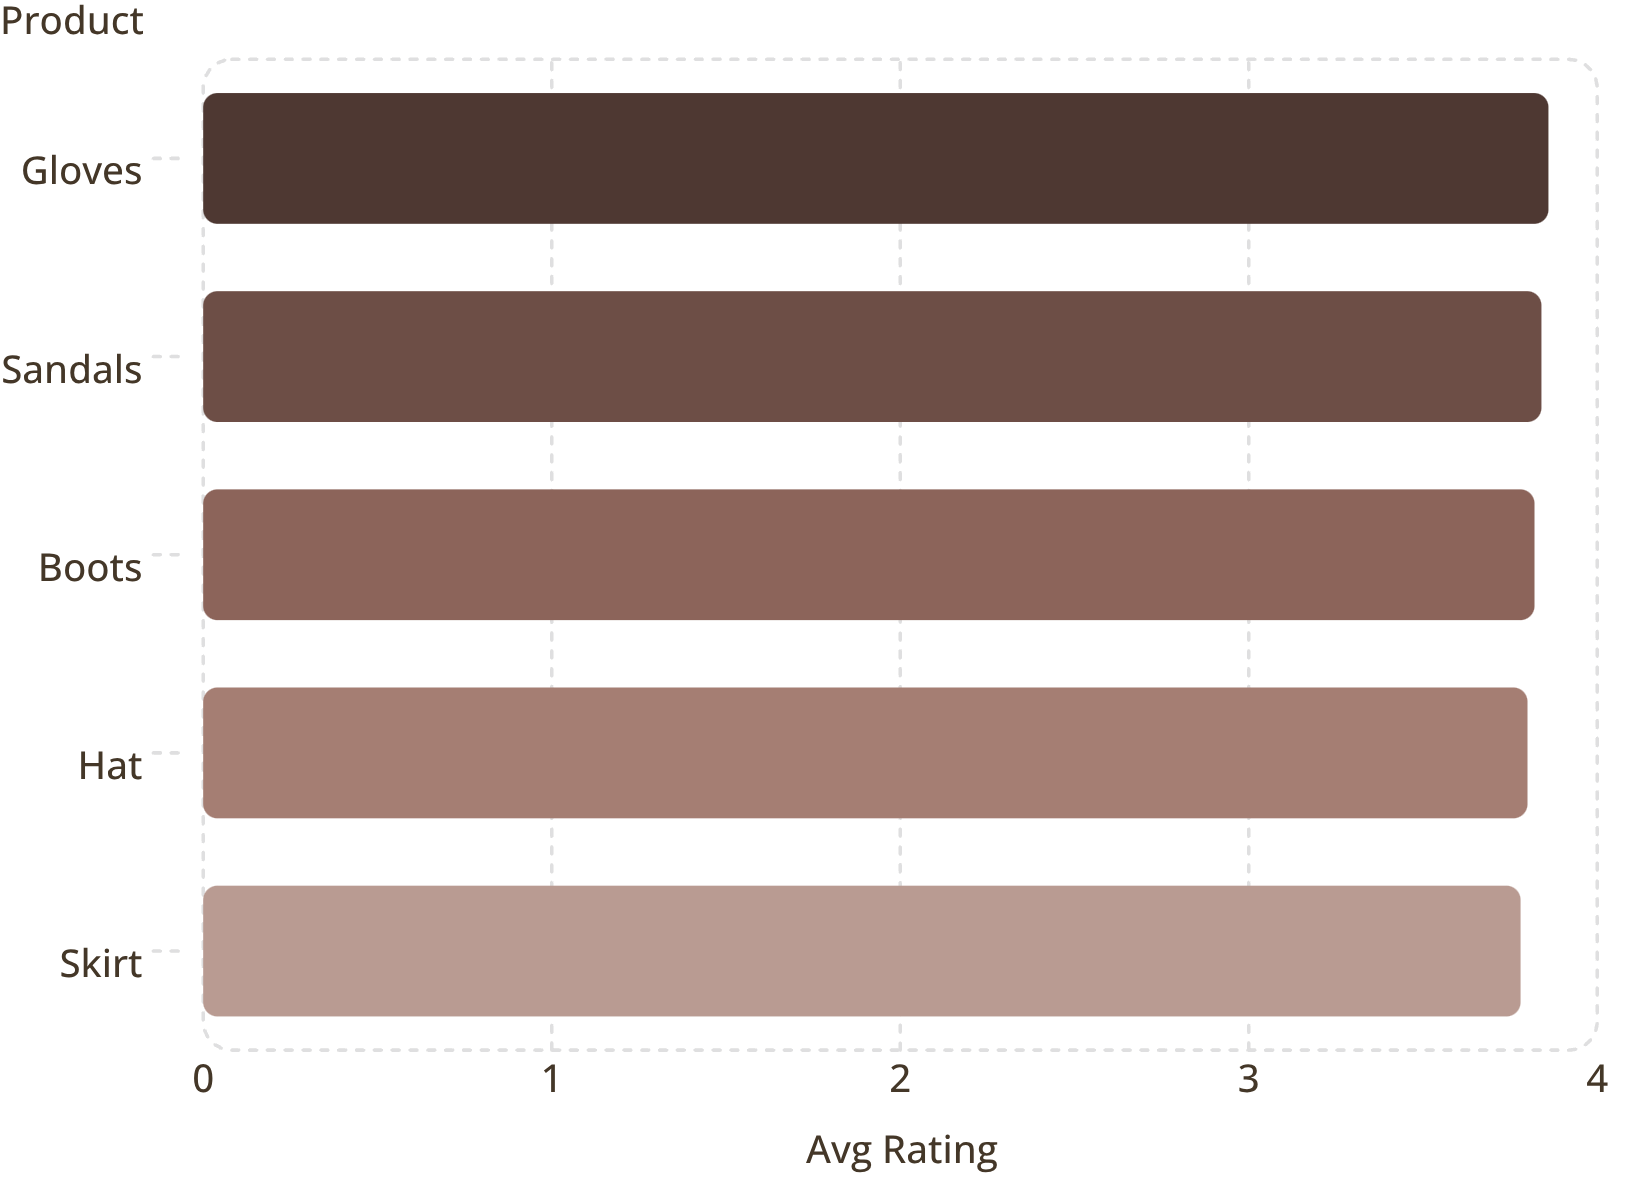 Product
Gloves
Sandals
Boots
Hat
Skirt
0 1 2 3 4
Avg Rating